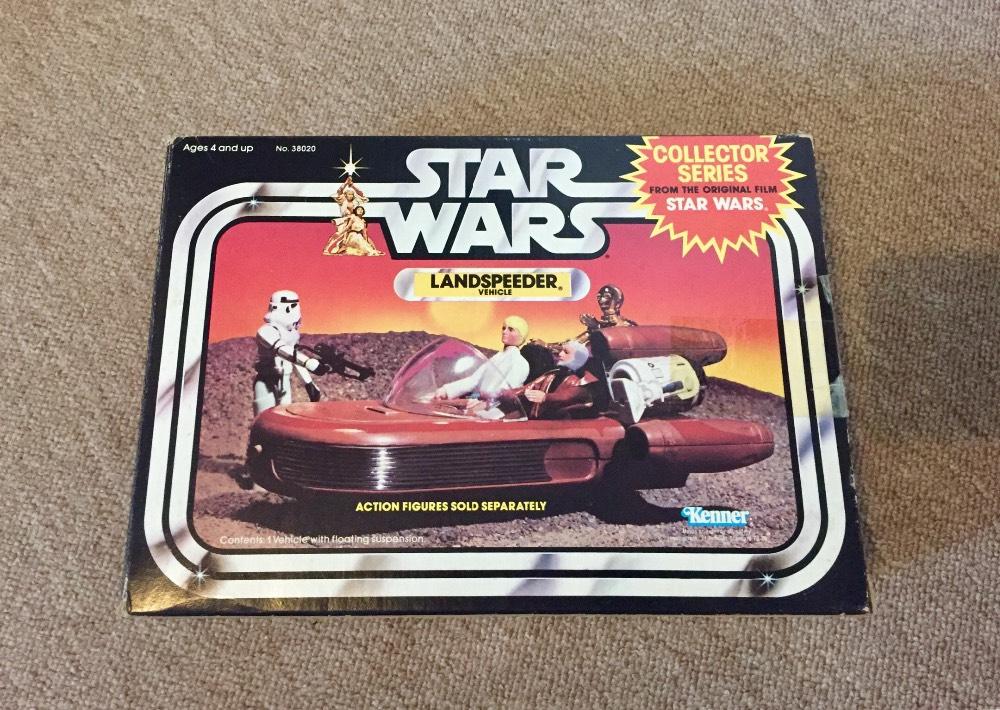 Ages 4 and up No. 38020
STAR
WARS®
COLLECTOR
SERIES
FROM THE ORIGINAL FILM
STAR WARS®
LANDSPEEDER®
VEHICLE
ACTION FIGURES SOLD SEPARATELY
Kenner
Contents: 1 Vehicle with floating suspension.